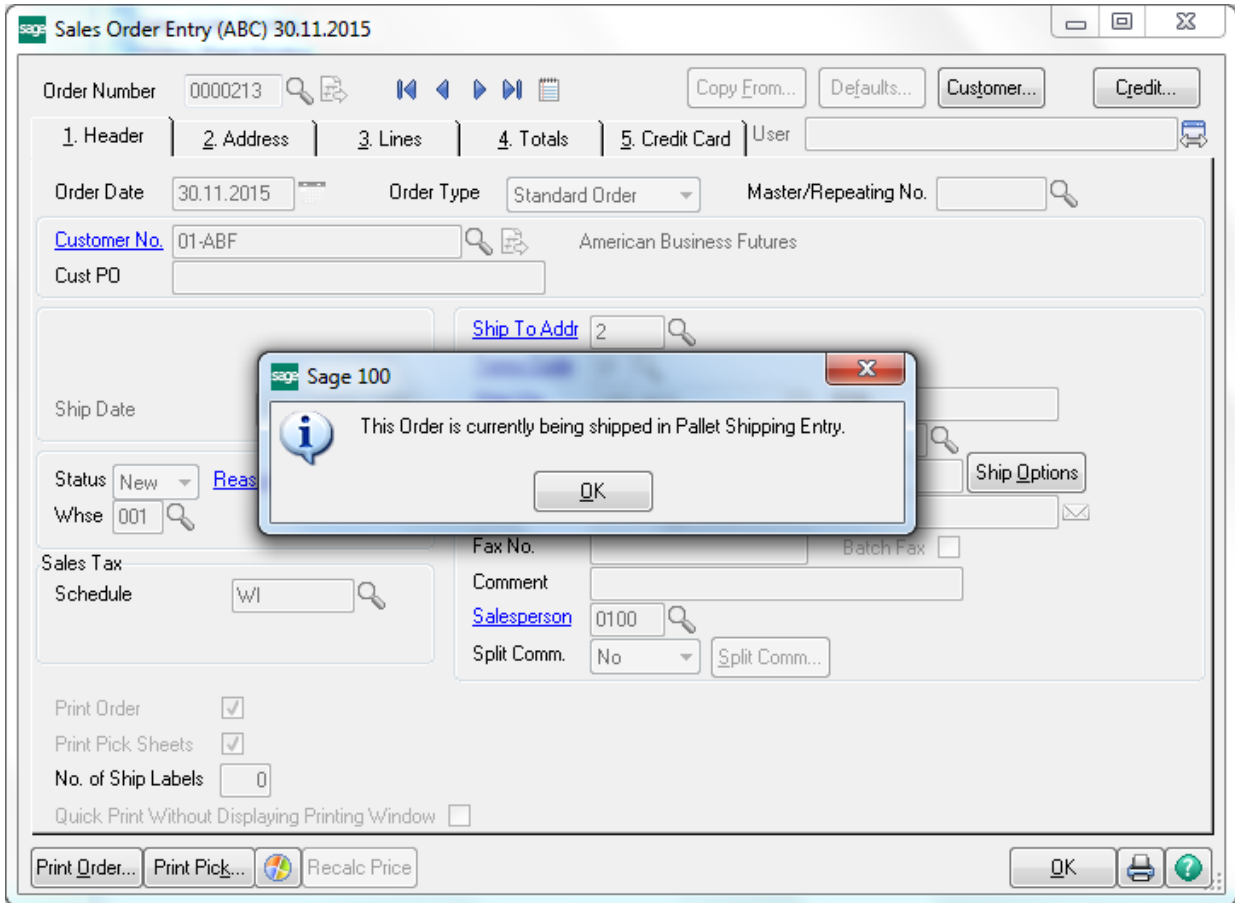 sage Sales Order Entry (ABC) 30.11.2015
Order Number 0000213 Copy From... Defaults... Customer... Credit...
1. Header 2. Address 3. Lines 4. Totals 5. Credit Card User
Order Date 30.11.2015 Order Type Standard Order Master/Repeating No.
Customer No. 01-ABF American Business Futures
Cust PO
Ship To Addr 2
sage Sage 100
Ship Date
This Order is currently being shipped in Pallet Shipping Entry.
Status New Reas Ship Options
OK
Whse 001
Fax No. Batch Fax
Sales Tax
Schedule WI Comment
Salesperson 0100
Split Comm. No Split Comm...
Print Order
Print Pick Sheets
No. of Ship Labels 0
Quick Print Without Displaying Printing Window
Print Order... Print Pick... Recalc Price OK